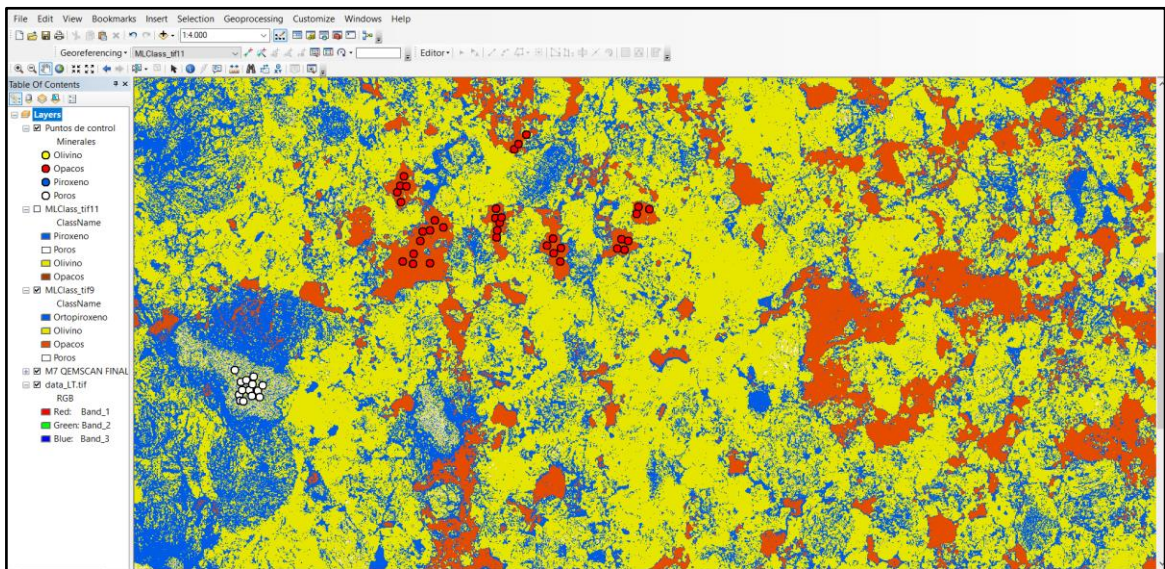 File Edit View Bookmarks Insert Selection Geoprocessing Customize Windows Help
1:4.000
Georeferencing MLClass_tif11 Editor
Table Of Contents
Layers
Puntos de control
Minerales
Olivino
Opacos
Piroxeno
Poros
MLClass_tif11
ClassName
Piroxeno
Poros
Olivino
Opacos
MLClass_tif9
ClassName
Ortopiroxeno
Olivino
Opacos
Poros
M7 QEMSCAN FINAL
data_LT.tif
RGB
Red: Band_1
Green: Band_2
Blue: Band_3